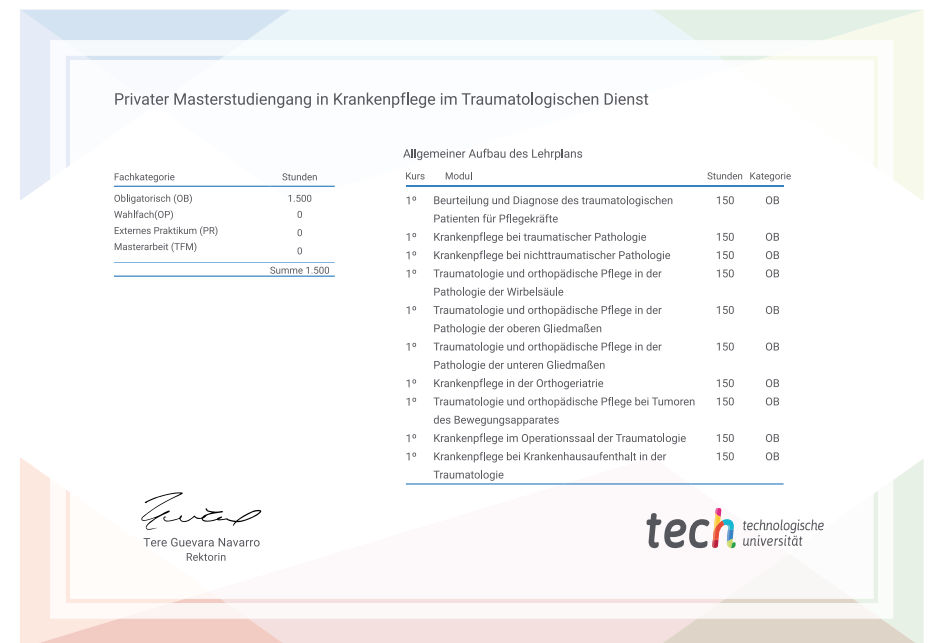 Privater Masterstudiengang in Krankenpflege im Traumatologischen Dienst
Fachkategorie Stunden
Obligatorisch (OB) 1.500
Wahlfach(OP) 0
Externes Praktikum (PR) 0
Masterarbeit (TFM) 0
Summe 1.500
Allgemeiner Aufbau des Lehrplans
Kurs Modul Stunden Kategorie
1º Beurteilung und Diagnose des traumatologischen 150 OB
Patienten für Pflegekräfte
1º Krankenpflege bei traumatischer Pathologie 150 OB
1º Krankenpflege bei nichttraumatischer Pathologie 150 OB
1º Traumatologie und orthopädische Pflege in der 150 OB
Pathologie der Wirbelsäule
1º Traumatologie und orthopädische Pflege in der 150 OB
Pathologie der oberen Gliedmaßen
1º Traumatologie und orthopädische Pflege in der 150 OB
Pathologie der unteren Gliedmaßen
1º Krankenpflege in der Orthogeriatrie 150 OB
1º Traumatologie und orthopädische Pflege bei Tumoren 150 OB
des Bewegungsapparates
1º Krankenpflege im Operationssaal der Traumatologie 150 OB
1º Krankenpflege bei Krankenhausaufenthalt in der 150 OB
Traumatologie
Tere Guevara Navarro
Rektorin
tech technologische
universität